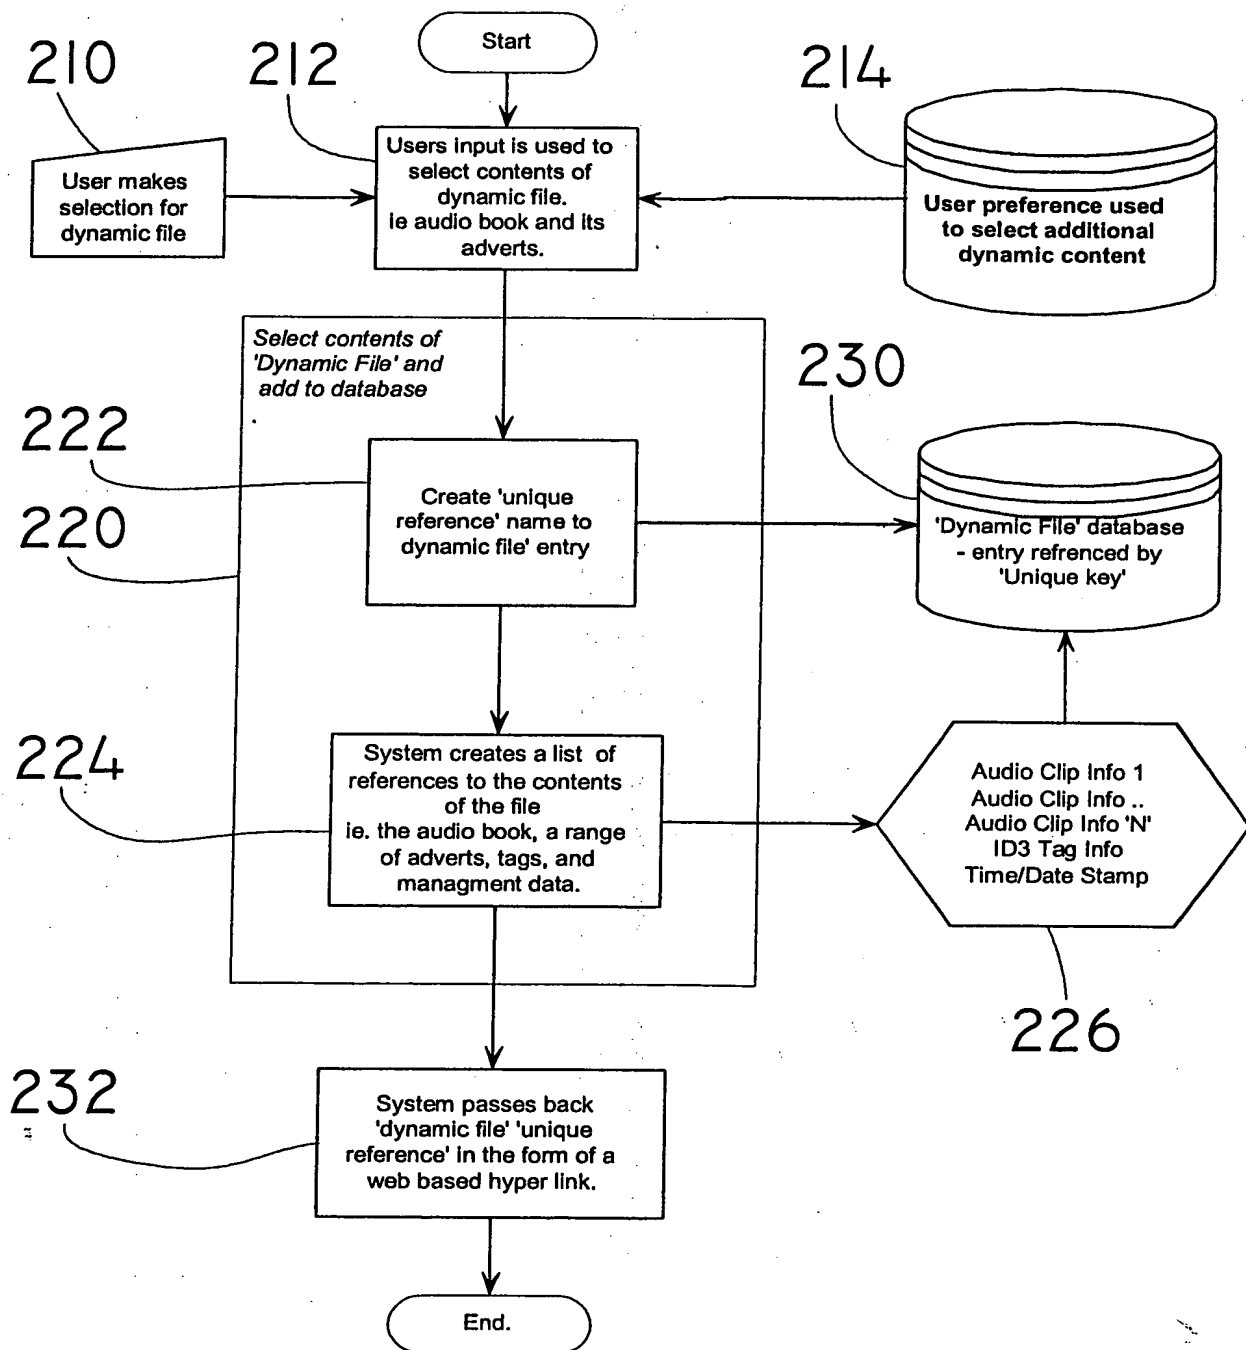 Start
210
212
214
User makes
selection for
dynamic file
Users input is used to
select contents of
dynamic file.
ie audio book and its
adverts.
User preference used
to select additional
dynamic content
Select contents of
'Dynamic File' and
add to database
222
220
230
Create 'unique
reference' name to
dynamic file' entry
'Dynamic File' database
- entry refrenced by
'Unique key'
224
System creates a list of
references to the contents
of the file
ie. the audio book, a range
of adverts, tags, and
managment data.
Audio Clip Info 1
Audio Clip Info ..
Audio Clip Info 'N'
ID3 Tag Info
Time/Date Stamp
226
232
System passes back
'dynamic file' 'unique
reference' in the form of a
web based hyper link.
End.